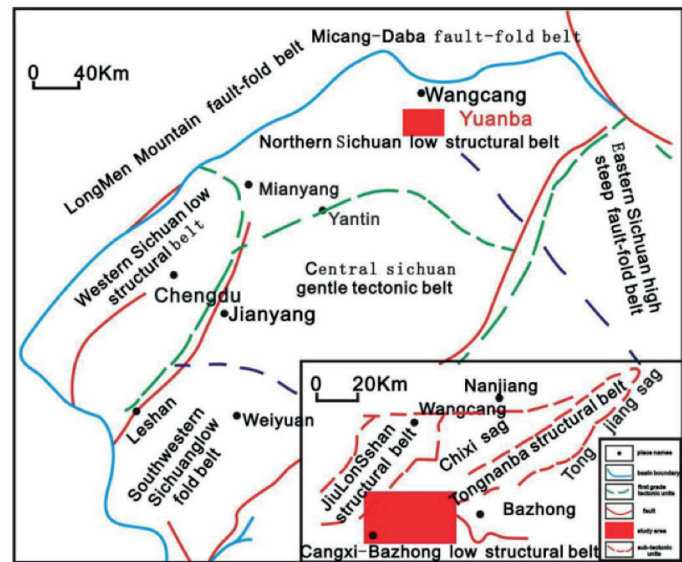 Micang-Daba fault-fold belt
0 40Km
LongMen Mountain fault-fold belt
Wangcang
Yuanba
Northern Sichuan low structural belt
Mianyang
Yantin
Eastern Sichuan high
steep fault-fold belt
Western Sichuan low
structural belt
Central sichuan
gentle tectonic belt
Chengdu
Jianyang
Leshan
Weiyuan
Southwestern
Sichuanglow
fold belt
0 20Km
Nanjiang
Wangcang
JiuLonSshan
structural belt
Chixi sag
Tongnanba structural belt
Tong jiang sag
Bazhong
Cangxi-Bazhong low structural belt
place names
basin boundary
first grade
tectonic units
fault
study area
sub-tectonic
units